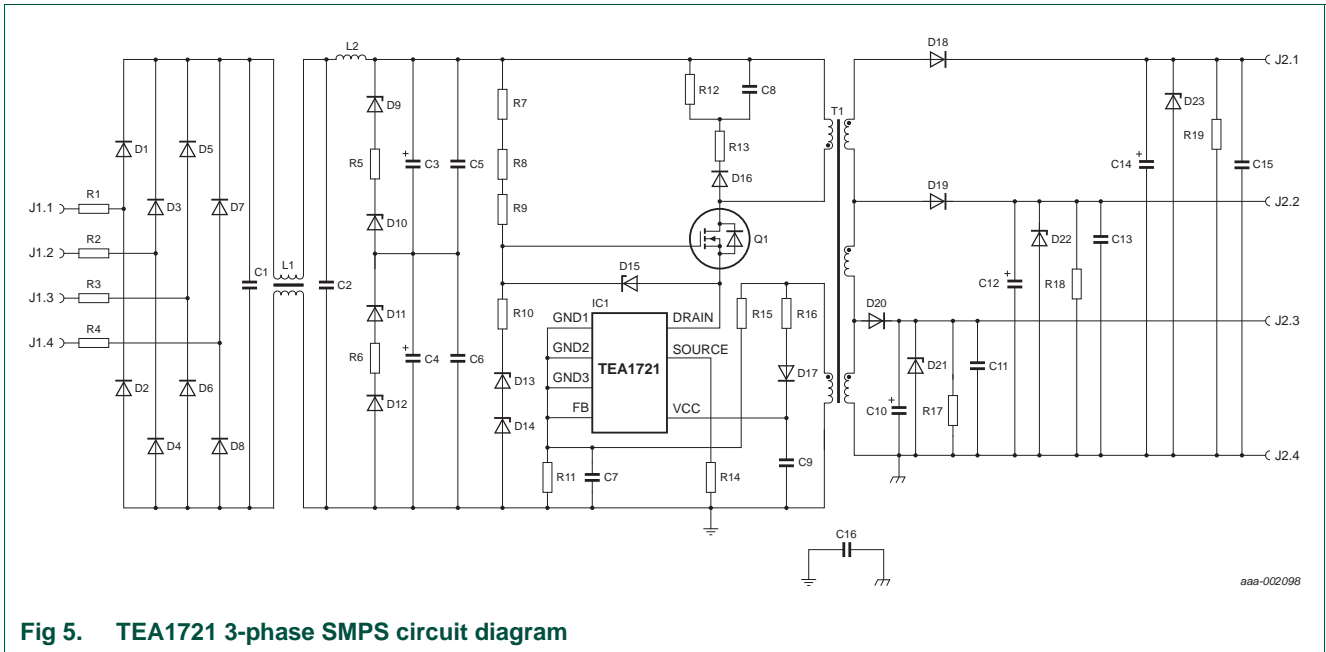 D18
J2.1
L2
D9
R7
R12
C8
T1
D23
R19
D1
D5
R5
C3
C5
R8
R13
C14
C15
R1
J1.1
D3
D7
D10
R9
D16
D19
J2.2
R2
J1.2
Q1
D22
C13
C1
L1
C2
D15
C12
R18
R3
J1.3
IC1
D20
D11
R10
GND1
DRAIN
R15
R16
J2.3
R4
J1.4
GND2
SOURCE
R6
C4
C6
TEA1721
D21
C11
D2
D6
D12
D13
GND3
D17
C10
R17
FB
VCC
D4
D8
D14
J2.4
R11
C7
R14
C9
C16
aaa-002098
Fig 5. TEA1721 3-phase SMPS circuit diagram